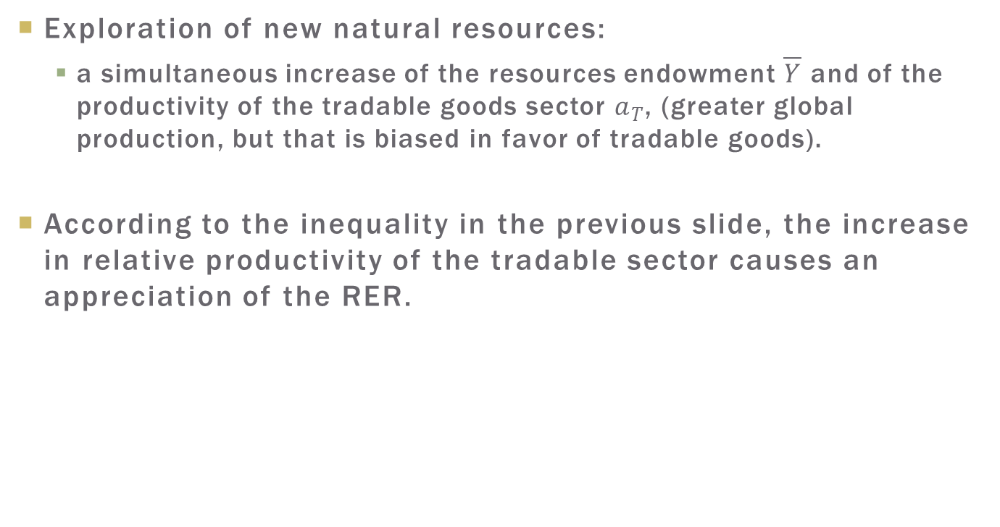 Exploration of new natural resources:
a simultaneous increase of the resources endowment Y̅ and of the
productivity of the tradable goods sector a_T, (greater global
production, but that is biased in favor of tradable goods).
According to the inequality in the previous slide, the increase
in relative productivity of the tradable sector causes an
appreciation of the RER.